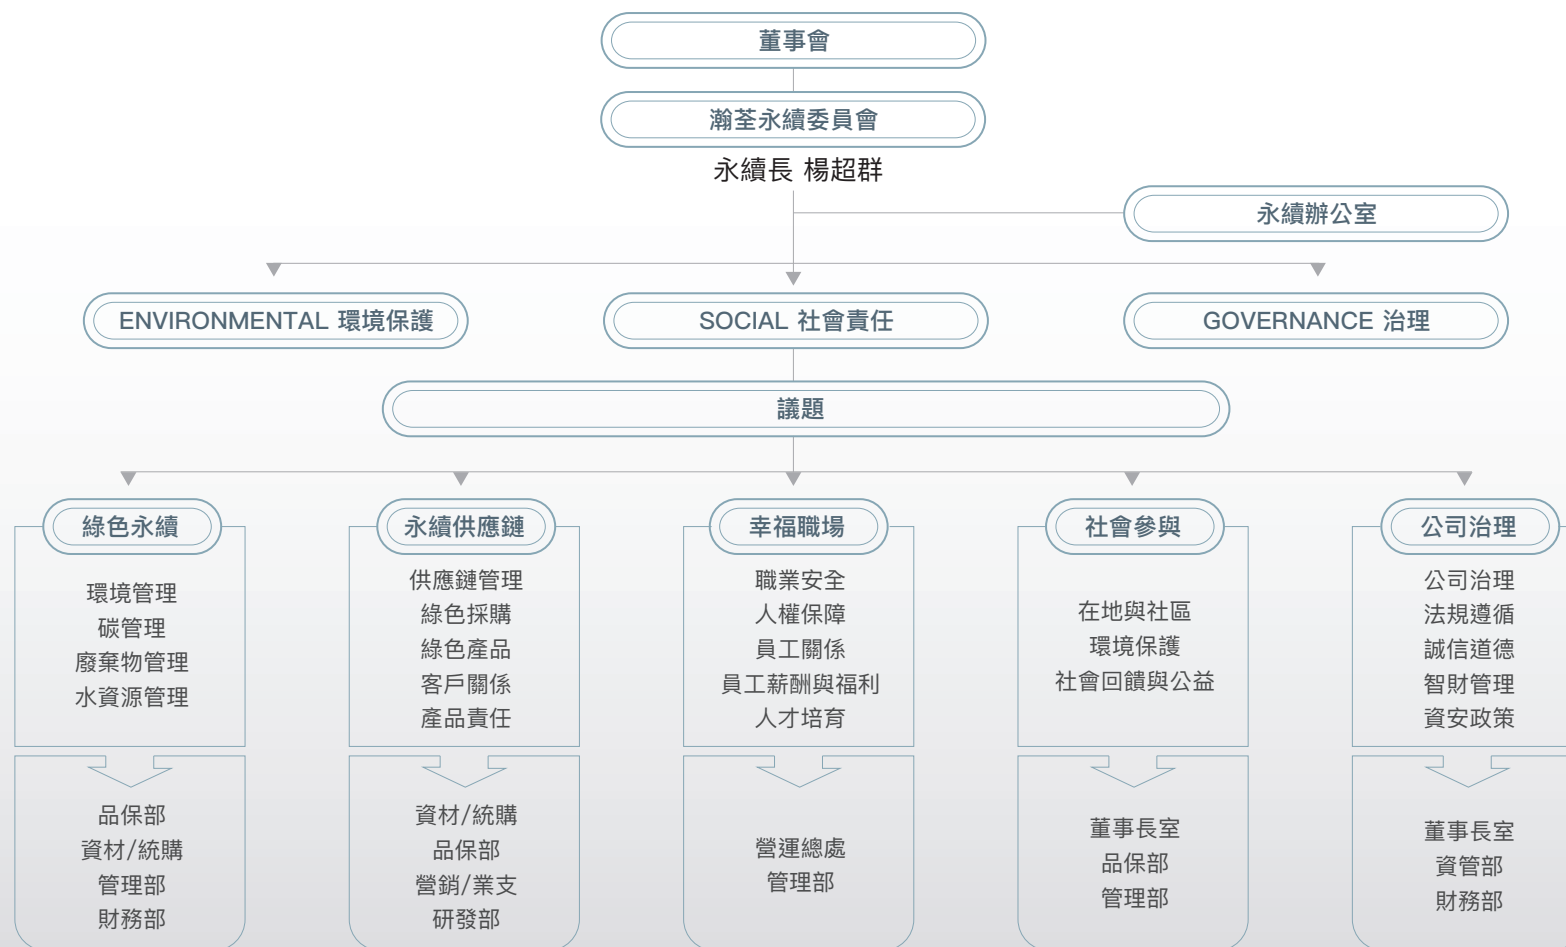 董事會
瀚荃永續委員會
永續長 楊超群
永續辦公室
ENVIRONMENTAL 環境保護
SOCIAL 社會責任
GOVERNANCE 治理
議題
綠色永續
環境管理
碳管理
廢棄物管理
水資源管理
品保部
資材/統購
管理部
財務部
永續供應鏈
供應鏈管理
綠色採購
綠色產品
客戶關係
產品責任
資材/統購
品保部
營銷/業支
研發部
幸福職場
職業安全
人權保障
員工關係
員工薪酬與福利
人才培育
營運總處
管理部
社會參與
在地與社區
環境保護
社會回饋與公益
董事長室
品保部
管理部
公司治理
公司治理
法規遵循
誠信道德
智財管理
資安政策
董事長室
資管部
財務部